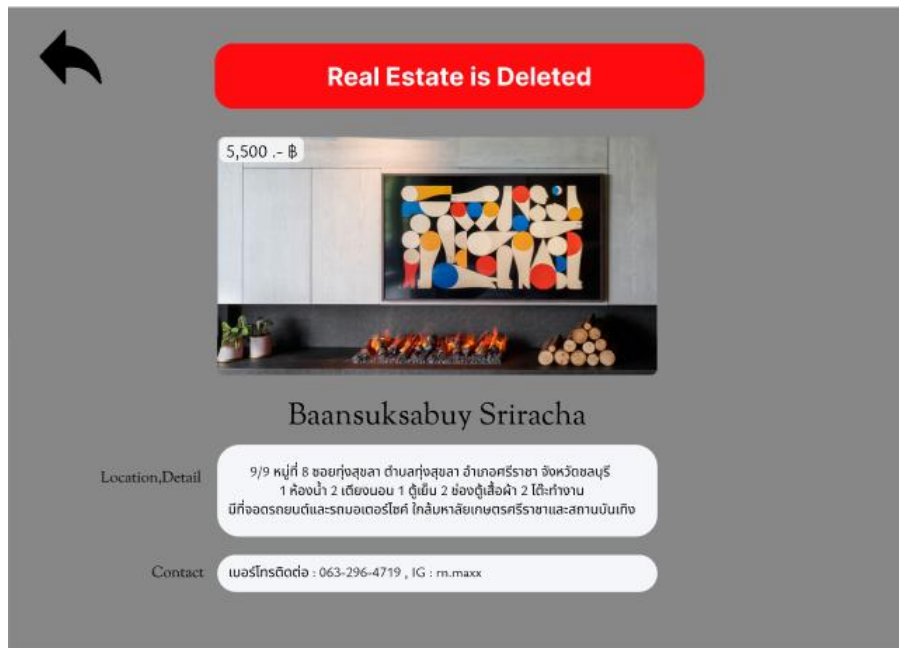 Real Estate is Deleted
5,500 .- ฿
Baansuksabuy Sriracha
Location,Detail
9/9 หมู่ที่ 8 ซอยทุ่งสุขลา ตำบลทุ่งสุขลา อำเภอศรีราชา จังหวัดชลบุรี
1 ห้องน้ำ 2 เตียงนอน 1 ตู้เย็น 2 ช่องตู้เสื้อผ้า 2 โต๊ะทำงาน
มีที่จอดรถยนต์และรถมอเตอร์ไซค์ ใกล้มหาลัยเกษตรศรีราชาและสถานบันเทิง
Contact
เบอร์โทรติดต่อ : 063-296-4719 , IG : rn.maxx